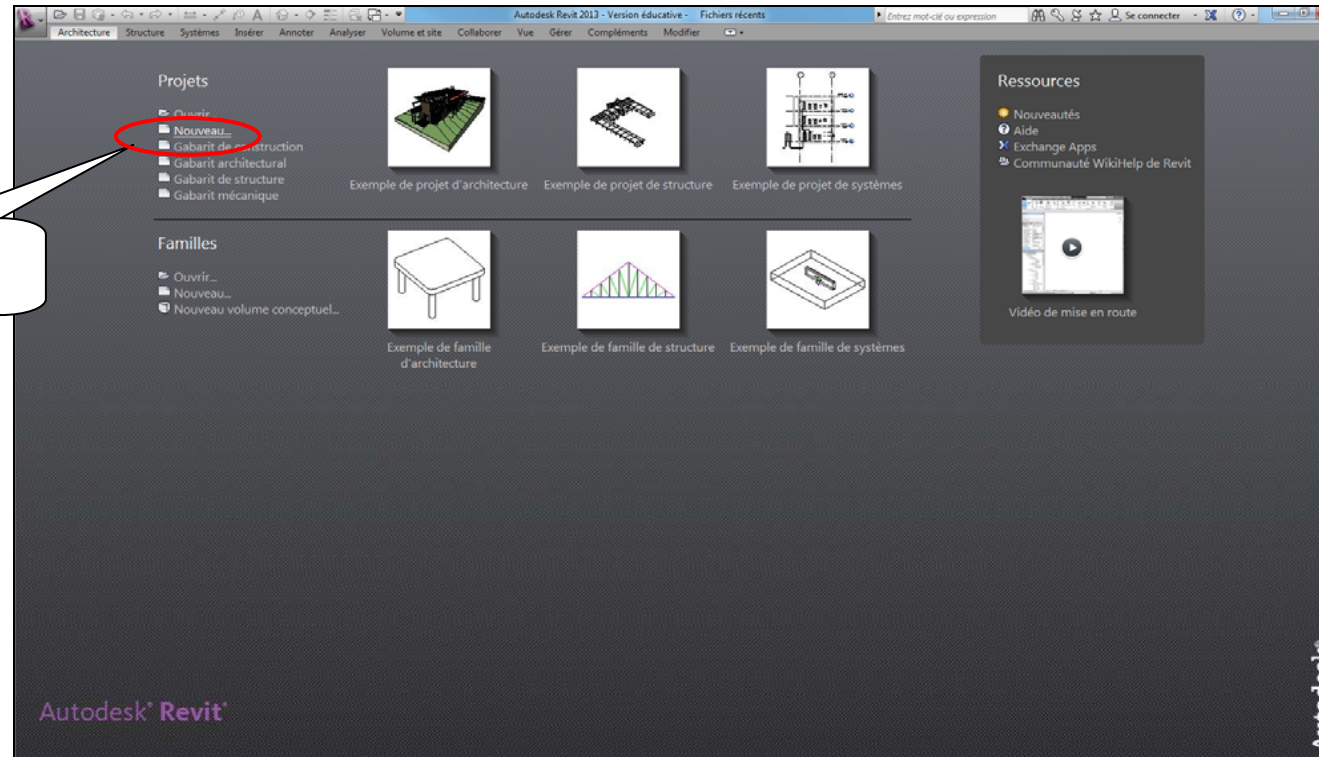 Autodesk Revit 2013 - Version éducative - Fichiers récents
Entrez mot-clé ou expression
Se connecter
Architecture Structure Systèmes Insérer Annoter Analyser Volume et site Collaborer Vue Gérer Compléments Modifier
Projets
Ouvrir...
Nouveau...
Gabarit de construction
Gabarit architectural
Gabarit de structure
Gabarit mécanique
Exemple de projet d'architecture
Exemple de projet de structure
Exemple de projet de systèmes
Familles
Ouvrir...
Nouveau...
Nouveau volume conceptuel...
Exemple de famille
d'architecture
Exemple de famille de structure
Exemple de famille de systèmes
Ressources
Nouveautés
Aide
Exchange Apps
Communauté WikiHelp de Revit
Vidéo de mise en route
Autodesk® Revit®
Autodesk®